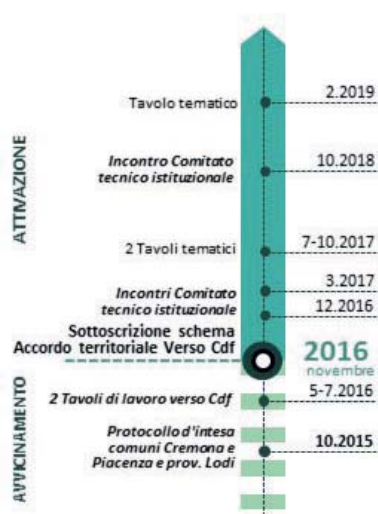 ATTIVAZIONE
Tavolo tematico
2.2019
Incontro Comitato
tecnico istituzionale
10.2018
2 Tavoli tematici
7-10.2017
3.2017
Incontri Comitato
tecnico istituzionale
12.2016
Sottoscrizione schema
Accordo territoriale Verso Cdf
2016
novembre
AVVICINAMENTO
2 Tavoli di lavoro verso Cdf
5-7.2016
Protocollo d'intesa
comuni Cremona e
Piacenza e prov. Lodi
10.2015